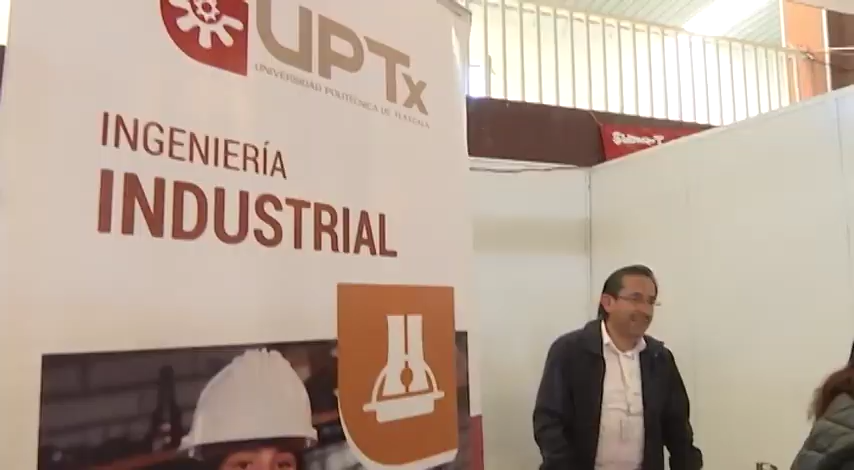 UPTx
UNIVERSIDAD POLITÉCNICA DE TLAXCALA
INGENIERÍA
INDUSTRIAL